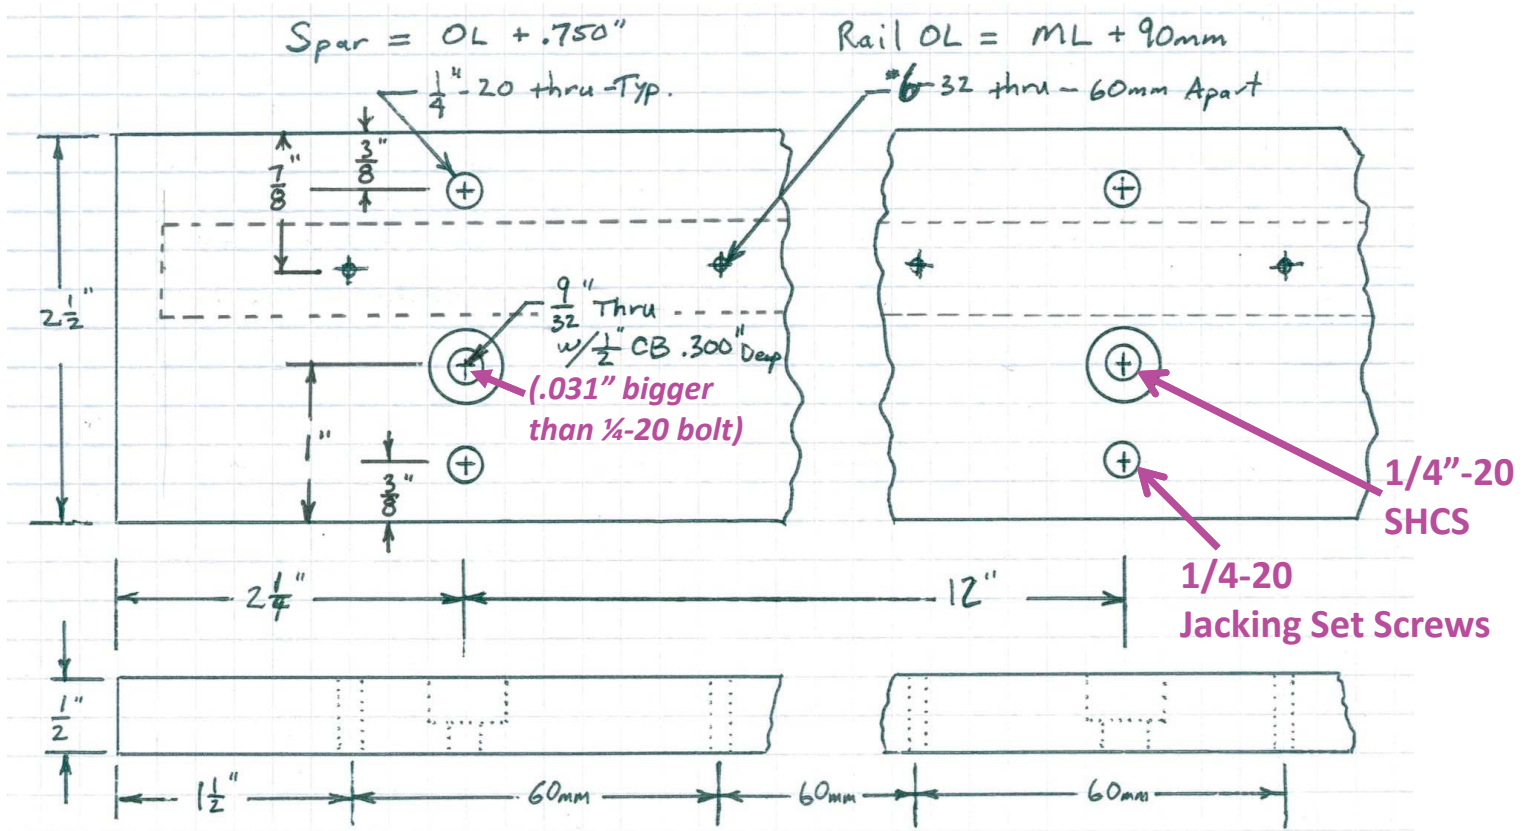 Spar = OL + .750"
Rail OL = ML + 90mm
1/4"-20 thru-Typ.
#6-32 thru - 60mm Apart
7/8"
3/8"
2 1/2"
9/32" Thru
w/ 1/2" CB .300" Deep
(.031” bigger
than ¼-20 bolt)
1"
3/8"
1/4”-20
SHCS
1/4-20
Jacking Set Screws
2 1/4"
12"
1/2"
1 1/2"
60mm
60mm
60mm